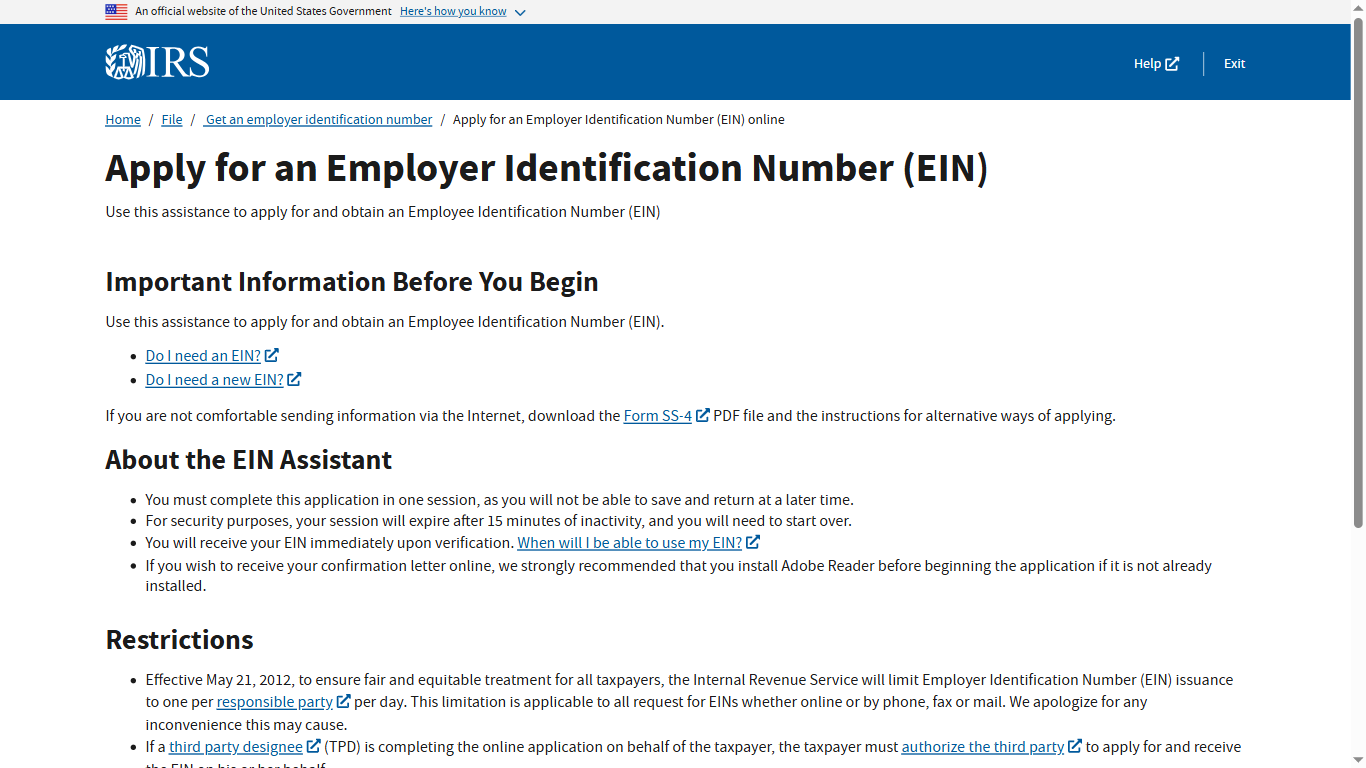 An official website of the United States Government Here's how you know
IRS
Help
Exit
Home / File / Get an employer identification number / Apply for an Employer Identification Number (EIN) online
Apply for an Employer Identification Number (EIN)
Use this assistance to apply for and obtain an Employee Identification Number (EIN)
Important Information Before You Begin
Use this assistance to apply for and obtain an Employee Identification Number (EIN).
• Do I need an EIN?
• Do I need a new EIN?
If you are not comfortable sending information via the Internet, download the Form SS-4 PDF file and the instructions for alternative ways of applying.
About the EIN Assistant
• You must complete this application in one session, as you will not be able to save and return at a later time.
• For security purposes, your session will expire after 15 minutes of inactivity, and you will need to start over.
• You will receive your EIN immediately upon verification. When will I be able to use my EIN?
• If you wish to receive your confirmation letter online, we strongly recommended that you install Adobe Reader before beginning the application if it is not already
installed.
Restrictions
• Effective May 21, 2012, to ensure fair and equitable treatment for all taxpayers, the Internal Revenue Service will limit Employer Identification Number (EIN) issuance
to one per responsible party per day. This limitation is applicable to all request for EINs whether online or by phone, fax or mail. We apologize for any
inconvenience this may cause.
• If a third party designee (TPD) is completing the online application on behalf of the taxpayer, the taxpayer must authorize the third party to apply for and receive
the EIN on his or her behalf.